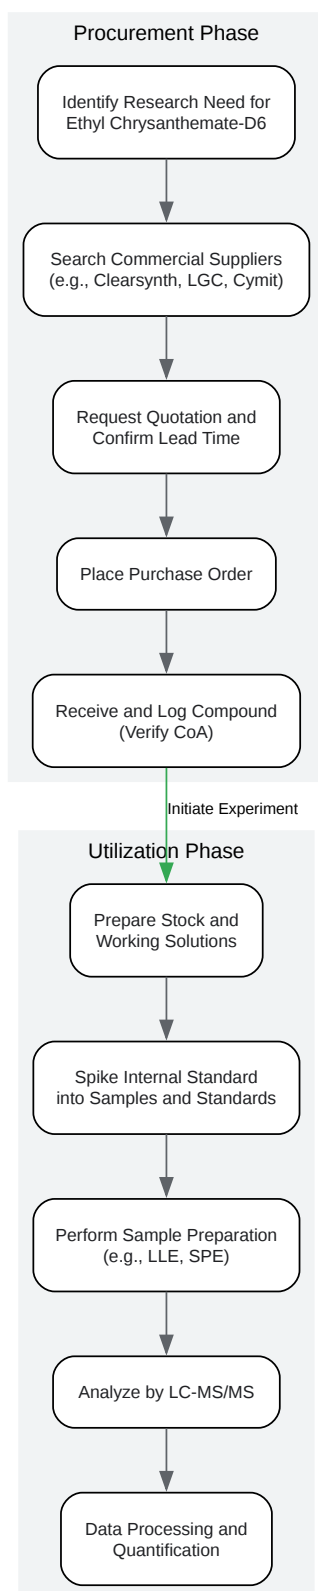 Procurement Phase
Identify Research Need for
Ethyl Chrysanthemate-D6
Search Commercial Suppliers
(e.g., Clearsynth, LGC, Cymit)
Request Quotation and
Confirm Lead Time
Place Purchase Order
Receive and Log Compound
(Verify CoA)
Initiate Experiment
Utilization Phase
Prepare Stock and
Working Solutions
Spike Internal Standard
into Samples and Standards
Perform Sample Preparation
(e.g., LLE, SPE)
Analyze by LC-MS/MS
Data Processing and
Quantification